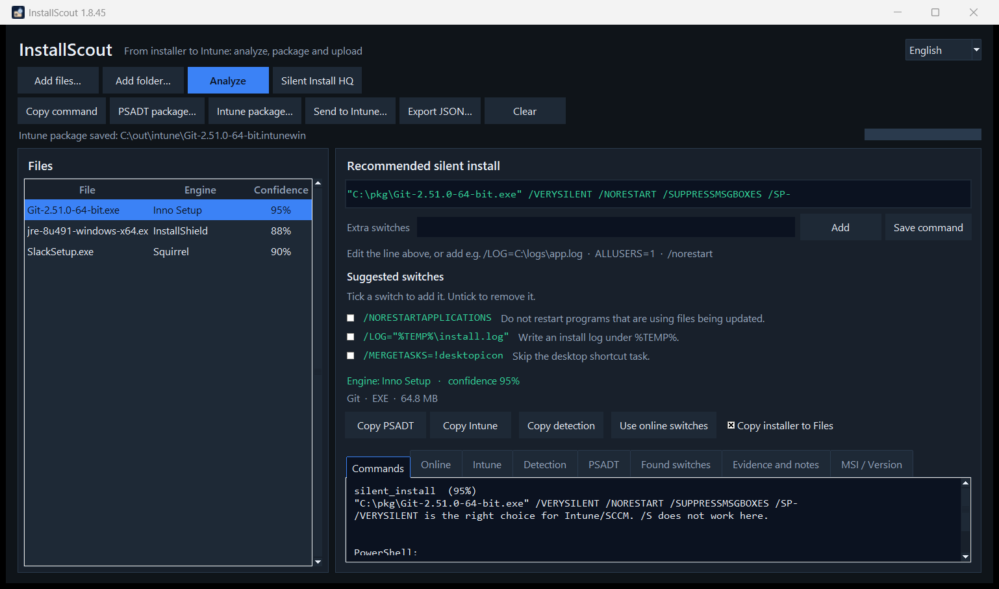 InstallScout 1.8.45
InstallScout From installer to Intune: analyze, package and upload English
Add files... Add folder... Analyze Silent Install HQ
Copy command PSADT package... Intune package... Send to Intune... Export JSON... Clear
Intune package saved: C:\out\intune\Git-2.51.0-64-bit.intunewin
Files
File Engine Confidence
Git-2.51.0-64-bit.exe Inno Setup 95%
jre-8u491-windows-x64.ex InstallShield 88%
SlackSetup.exe Squirrel 90%
Recommended silent install
"C:\pkg\Git-2.51.0-64-bit.exe" /VERYSILENT /NORESTART /SUPPRESSMSGBOXES /SP-
Extra switches Add Save command
Edit the line above, or add e.g. /LOG=C:\logs\app.log · ALLUSERS=1 · /norestart
Suggested switches
Tick a switch to add it. Untick to remove it.
/NORESTARTAPPLICATIONS Do not restart programs that are using files being updated.
/LOG="%TEMP%\install.log" Write an install log under %TEMP%.
/MERGETASKS=!desktopicon Skip the desktop shortcut task.
Engine: Inno Setup · confidence 95%
Git · EXE · 64.8 MB
Copy PSADT Copy Intune Copy detection Use online switches Copy installer to Files
Commands Online Intune Detection PSADT Found switches Evidence and notes MSI / Version
silent_install (95%)
"C:\pkg\Git-2.51.0-64-bit.exe" /VERYSILENT /NORESTART /SUPPRESSMSGBOXES /SP-
/VERYSILENT is the right choice for Intune/SCCM. /S does not work here.
PowerShell: